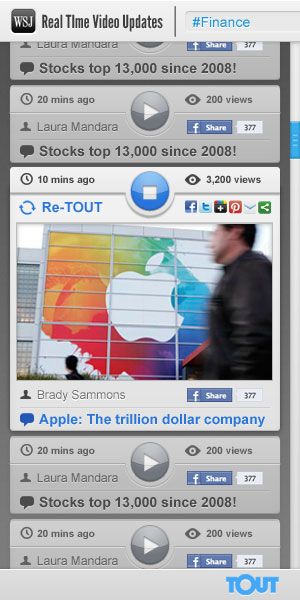 WSJ Real TIme Video Updates #Finance
Laura Mandara Share 377
Stocks top 13,000 since 2008!
20 mins ago 200 views
Laura Mandara Share 377
Stocks top 13,000 since 2008!
10 mins ago 3,200 views
Re-TOUT
Brady Sammons Share 377
Apple: The trillion dollar company
20 mins ago 200 views
Laura Mandara Share 377
Stocks top 13,000 since 2008!
20 mins ago 200 views
Laura Mandara Share 377
TOUT